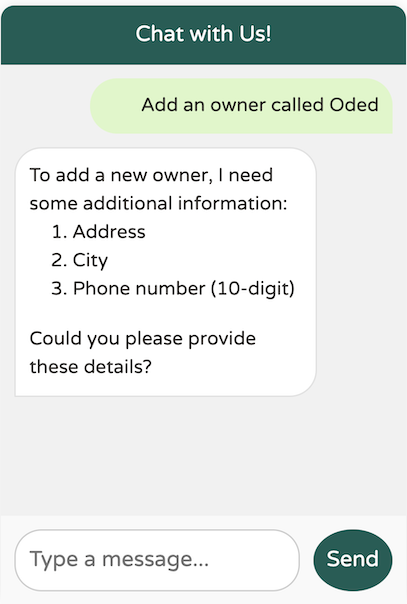 Chat with Us!
Add an owner called Oded
To add a new owner, I need
some additional information:
1. Address
2. City
3. Phone number (10-digit)
Could you please provide
these details?
Type a message...
Send